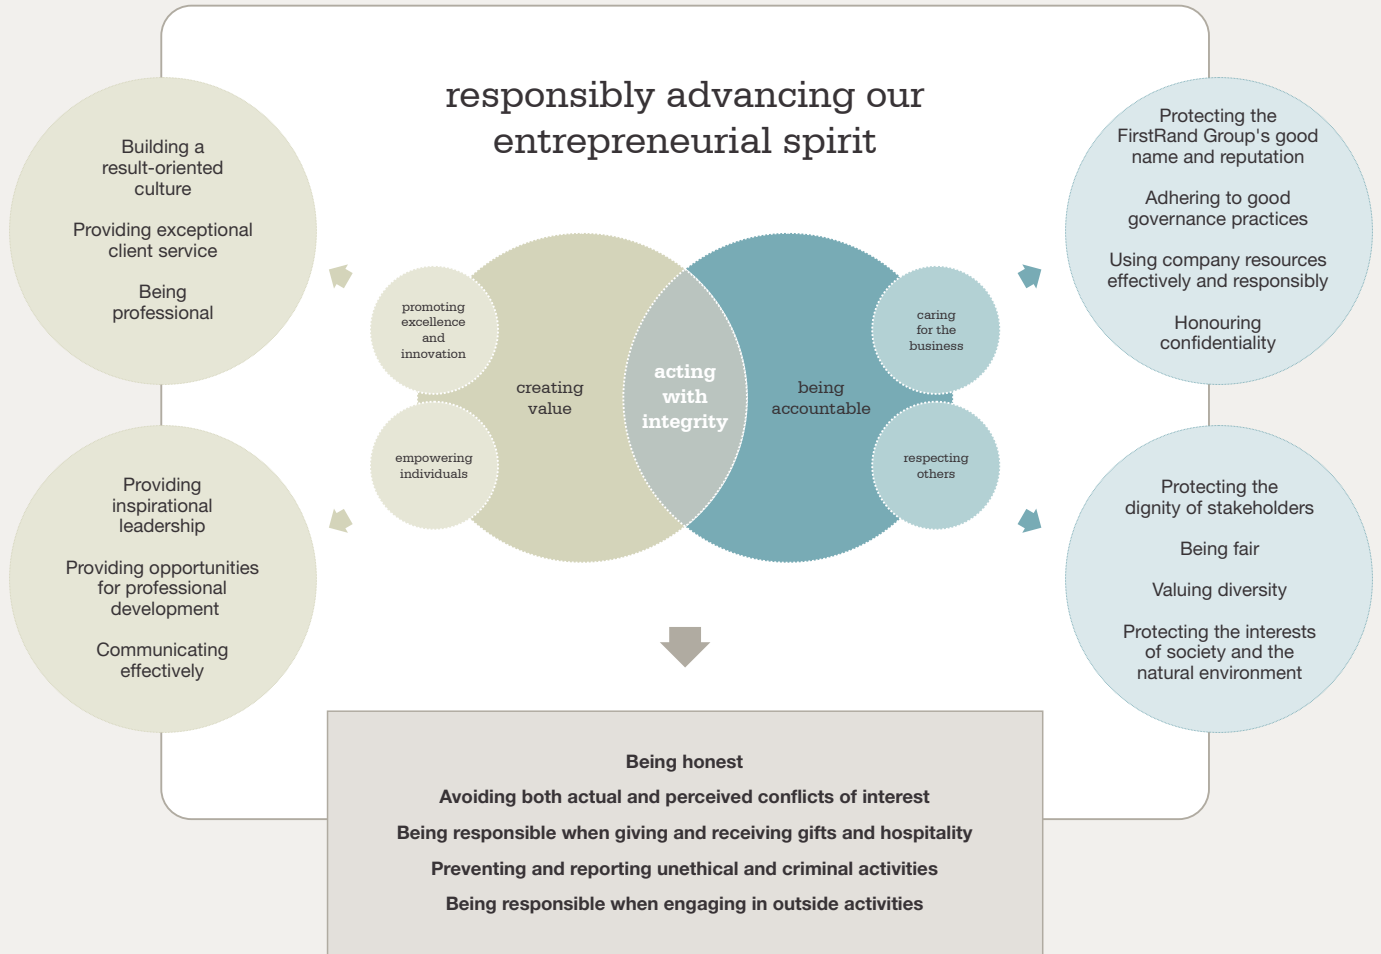 responsibly advancing our
entrepreneurial spirit
Building a
result-oriented
culture
Providing exceptional
client service
Being
professional
Providing
inspirational
leadership
Providing opportunities
for professional
development
Communicating
effectively
promoting
excellence
and
innovation
empowering
individuals
creating
value
acting
with
integrity
being
accountable
caring
for the
business
respecting
others
Protecting the
FirstRand Group's good
name and reputation
Adhering to good
governance practices
Using company resources
effectively and responsibly
Honouring
confidentiality
Protecting the
dignity of stakeholders
Being fair
Valuing diversity
Protecting the interests
of society and the
natural environment
Being honest
Avoiding both actual and perceived conflicts of interest
Being responsible when giving and receiving gifts and hospitality
Preventing and reporting unethical and criminal activities
Being responsible when engaging in outside activities